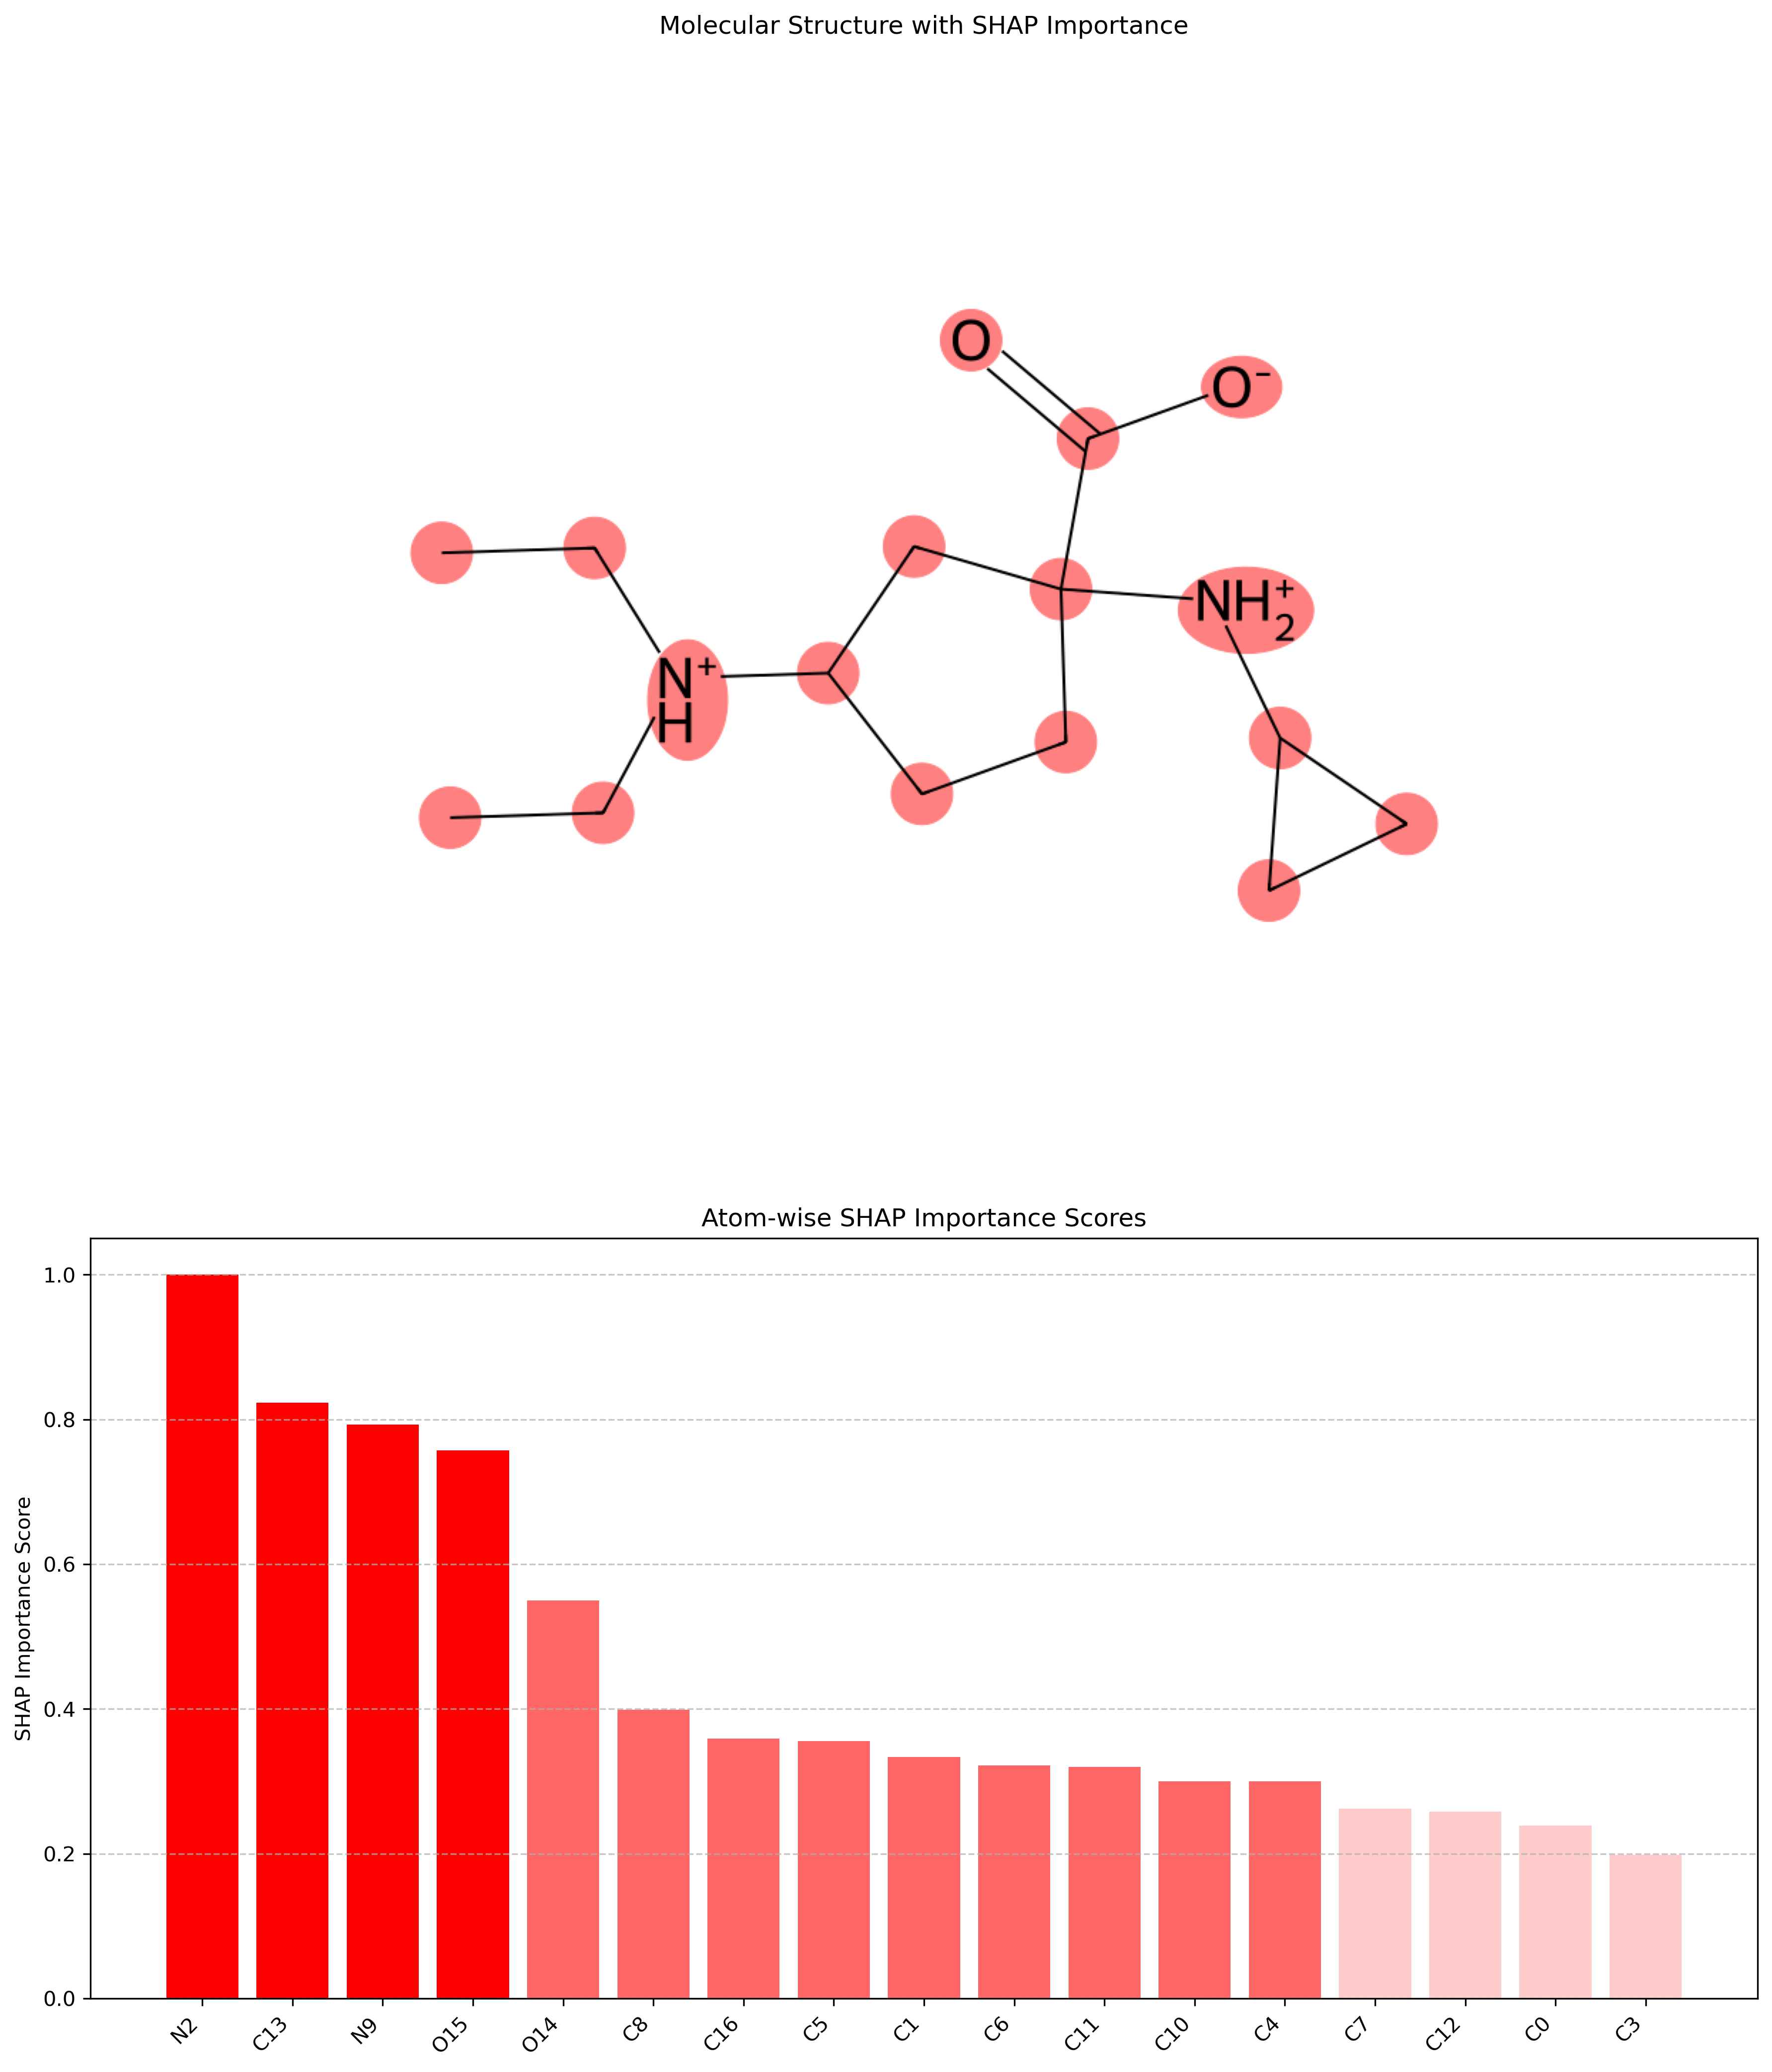 Molecular Structure with SHAP Importance
O
O⁻
NH₂⁺
N⁺
H
Atom-wise SHAP Importance Scores
SHAP Importance Score
1.0
0.8
0.6
0.4
0.2
0.0
N2 C13 N9 O15 O14 C8 C16 C5 C1 C6 C11 C10 C4 C7 C12 C0 C3